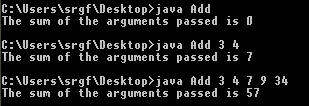 C:\Users\srgf\Desktop>java Add
The sum of the arguments passed is 0
C:\Users\srgf\Desktop>java Add 3 4
The sum of the arguments passed is 7
C:\Users\srgf\Desktop>java Add 3 4 7 9 34
The sum of the arguments passed is 57